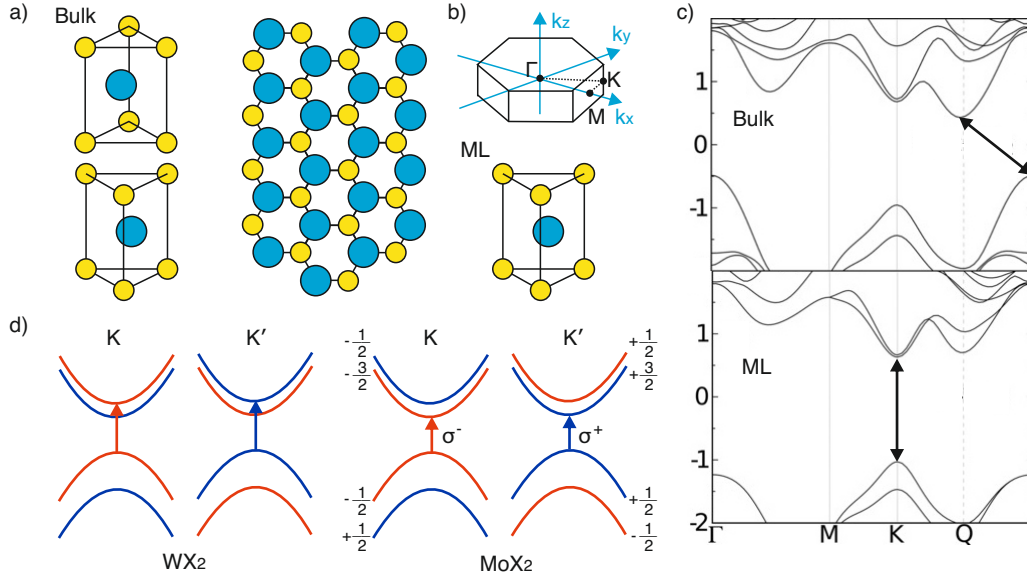 a)
Bulk
b)
kz
ky
Γ
K
M
kx
ML
c)
1
0
-1
Bulk
1
0
-1
-2
ML
Γ
M
K
Q
d)
K
K′
K
K′
-1/2
-3/2
+1/2
+3/2
σ-
σ+
-1/2
+1/2
+1/2
-1/2
WX2
MoX2